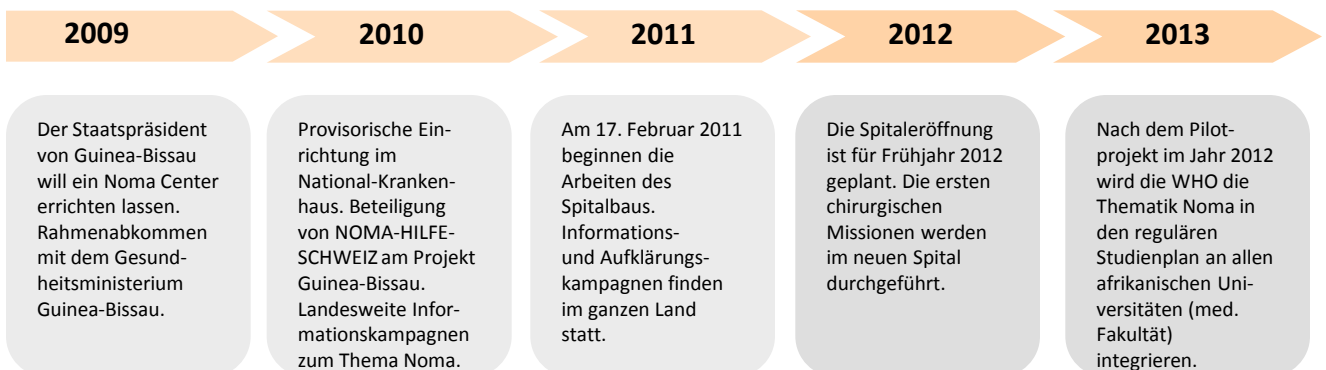 2009
Der Staatspräsident
von Guinea-Bissau
will ein Noma Center
errichten lassen.
Rahmenabkommen
mit dem Gesund-
heitsministerium
Guinea-Bissau.
2010
Provisorische Ein-
richtung im
National-Kranken-
haus. Beteiligung
von NOMA-HILFE-
SCHWEIZ am Projekt
Guinea-Bissau.
Landesweite Infor-
mationskampagnen
zum Thema Noma.
2011
Am 17. Februar 2011
beginnen die
Arbeiten des
Spitalbaus.
Informations-
und Aufklärungs-
kampagnen finden
im ganzen Land
statt.
2012
Die Spitaleröffnung
ist für Frühjahr 2012
geplant. Die ersten
chirurgischen
Missionen werden
im neuen Spital
durchgeführt.
2013
Nach dem Pilot-
projekt im Jahr 2012
wird die WHO die
Thematik Noma in
den regulären
Studienplan an allen
afrikanischen Uni-
versitäten (med.
Fakultät)
integrieren.